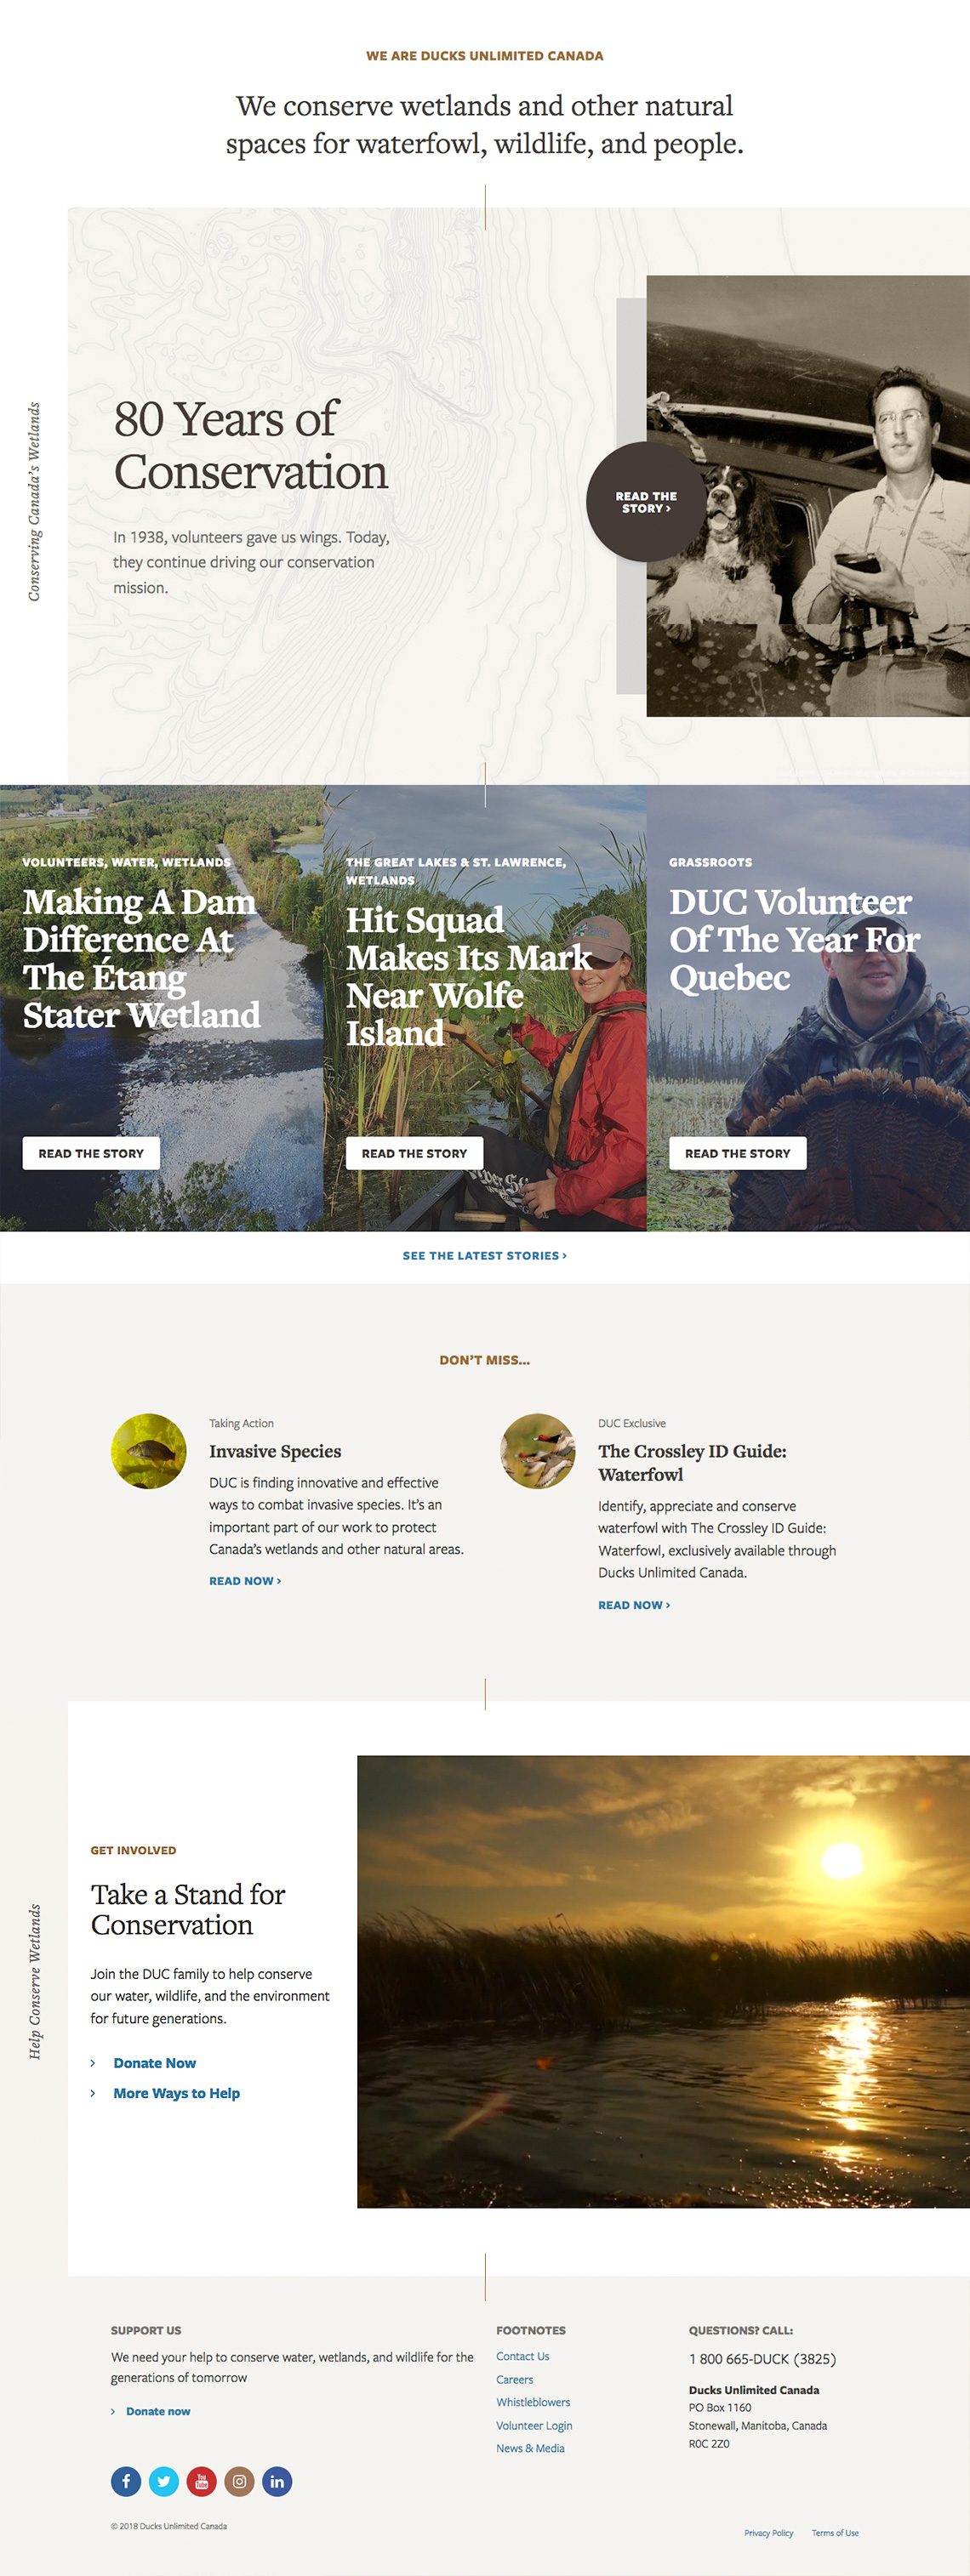 WE ARE DUCKS UNLIMITED CANADA
We conserve wetlands and other natural
spaces for waterfowl, wildlife, and people.
Conserving Canada's Wetlands
80 Years of
Conservation
In 1938, volunteers gave us wings. Today,
they continue driving our conservation
mission.
READ THE
STORY ›
VOLUNTEERS, WATER, WETLANDS
Making A Dam
Difference At
The Étang
Stater Wetland
READ THE STORY
THE GREAT LAKES & ST. LAWRENCE,
WETLANDS
Hit Squad
Makes Its Mark
Near Wolfe
Island
READ THE STORY
GRASSROOTS
DUC Volunteer
Of The Year For
Quebec
READ THE STORY
SEE THE LATEST STORIES ›
DON'T MISS...
Taking Action
Invasive Species
DUC is finding innovative and effective
ways to combat invasive species. It's an
important part of our work to protect
Canada's wetlands and other natural areas.
READ NOW ›
DUC Exclusive
The Crossley ID Guide:
Waterfowl
Identify, appreciate and conserve
waterfowl with The Crossley ID Guide:
Waterfowl, exclusively available through
Ducks Unlimited Canada.
READ NOW ›
Help Conserve Wetlands
GET INVOLVED
Take a Stand for
Conservation
Join the DUC family to help conserve
our water, wildlife, and the environment
for future generations.
› Donate Now
› More Ways to Help
SUPPORT US
We need your help to conserve water, wetlands, and wildlife for the
generations of tomorrow
› Donate now
FOOTNOTES
Contact Us
Careers
Whistleblowers
Volunteer Login
News & Media
QUESTIONS? CALL:
1 800 665-DUCK (3825)
Ducks Unlimited Canada
PO Box 1160
Stonewall, Manitoba, Canada
R0C 2Z0
© 2018 Ducks Unlimited Canada
Privacy Policy
Terms of Use